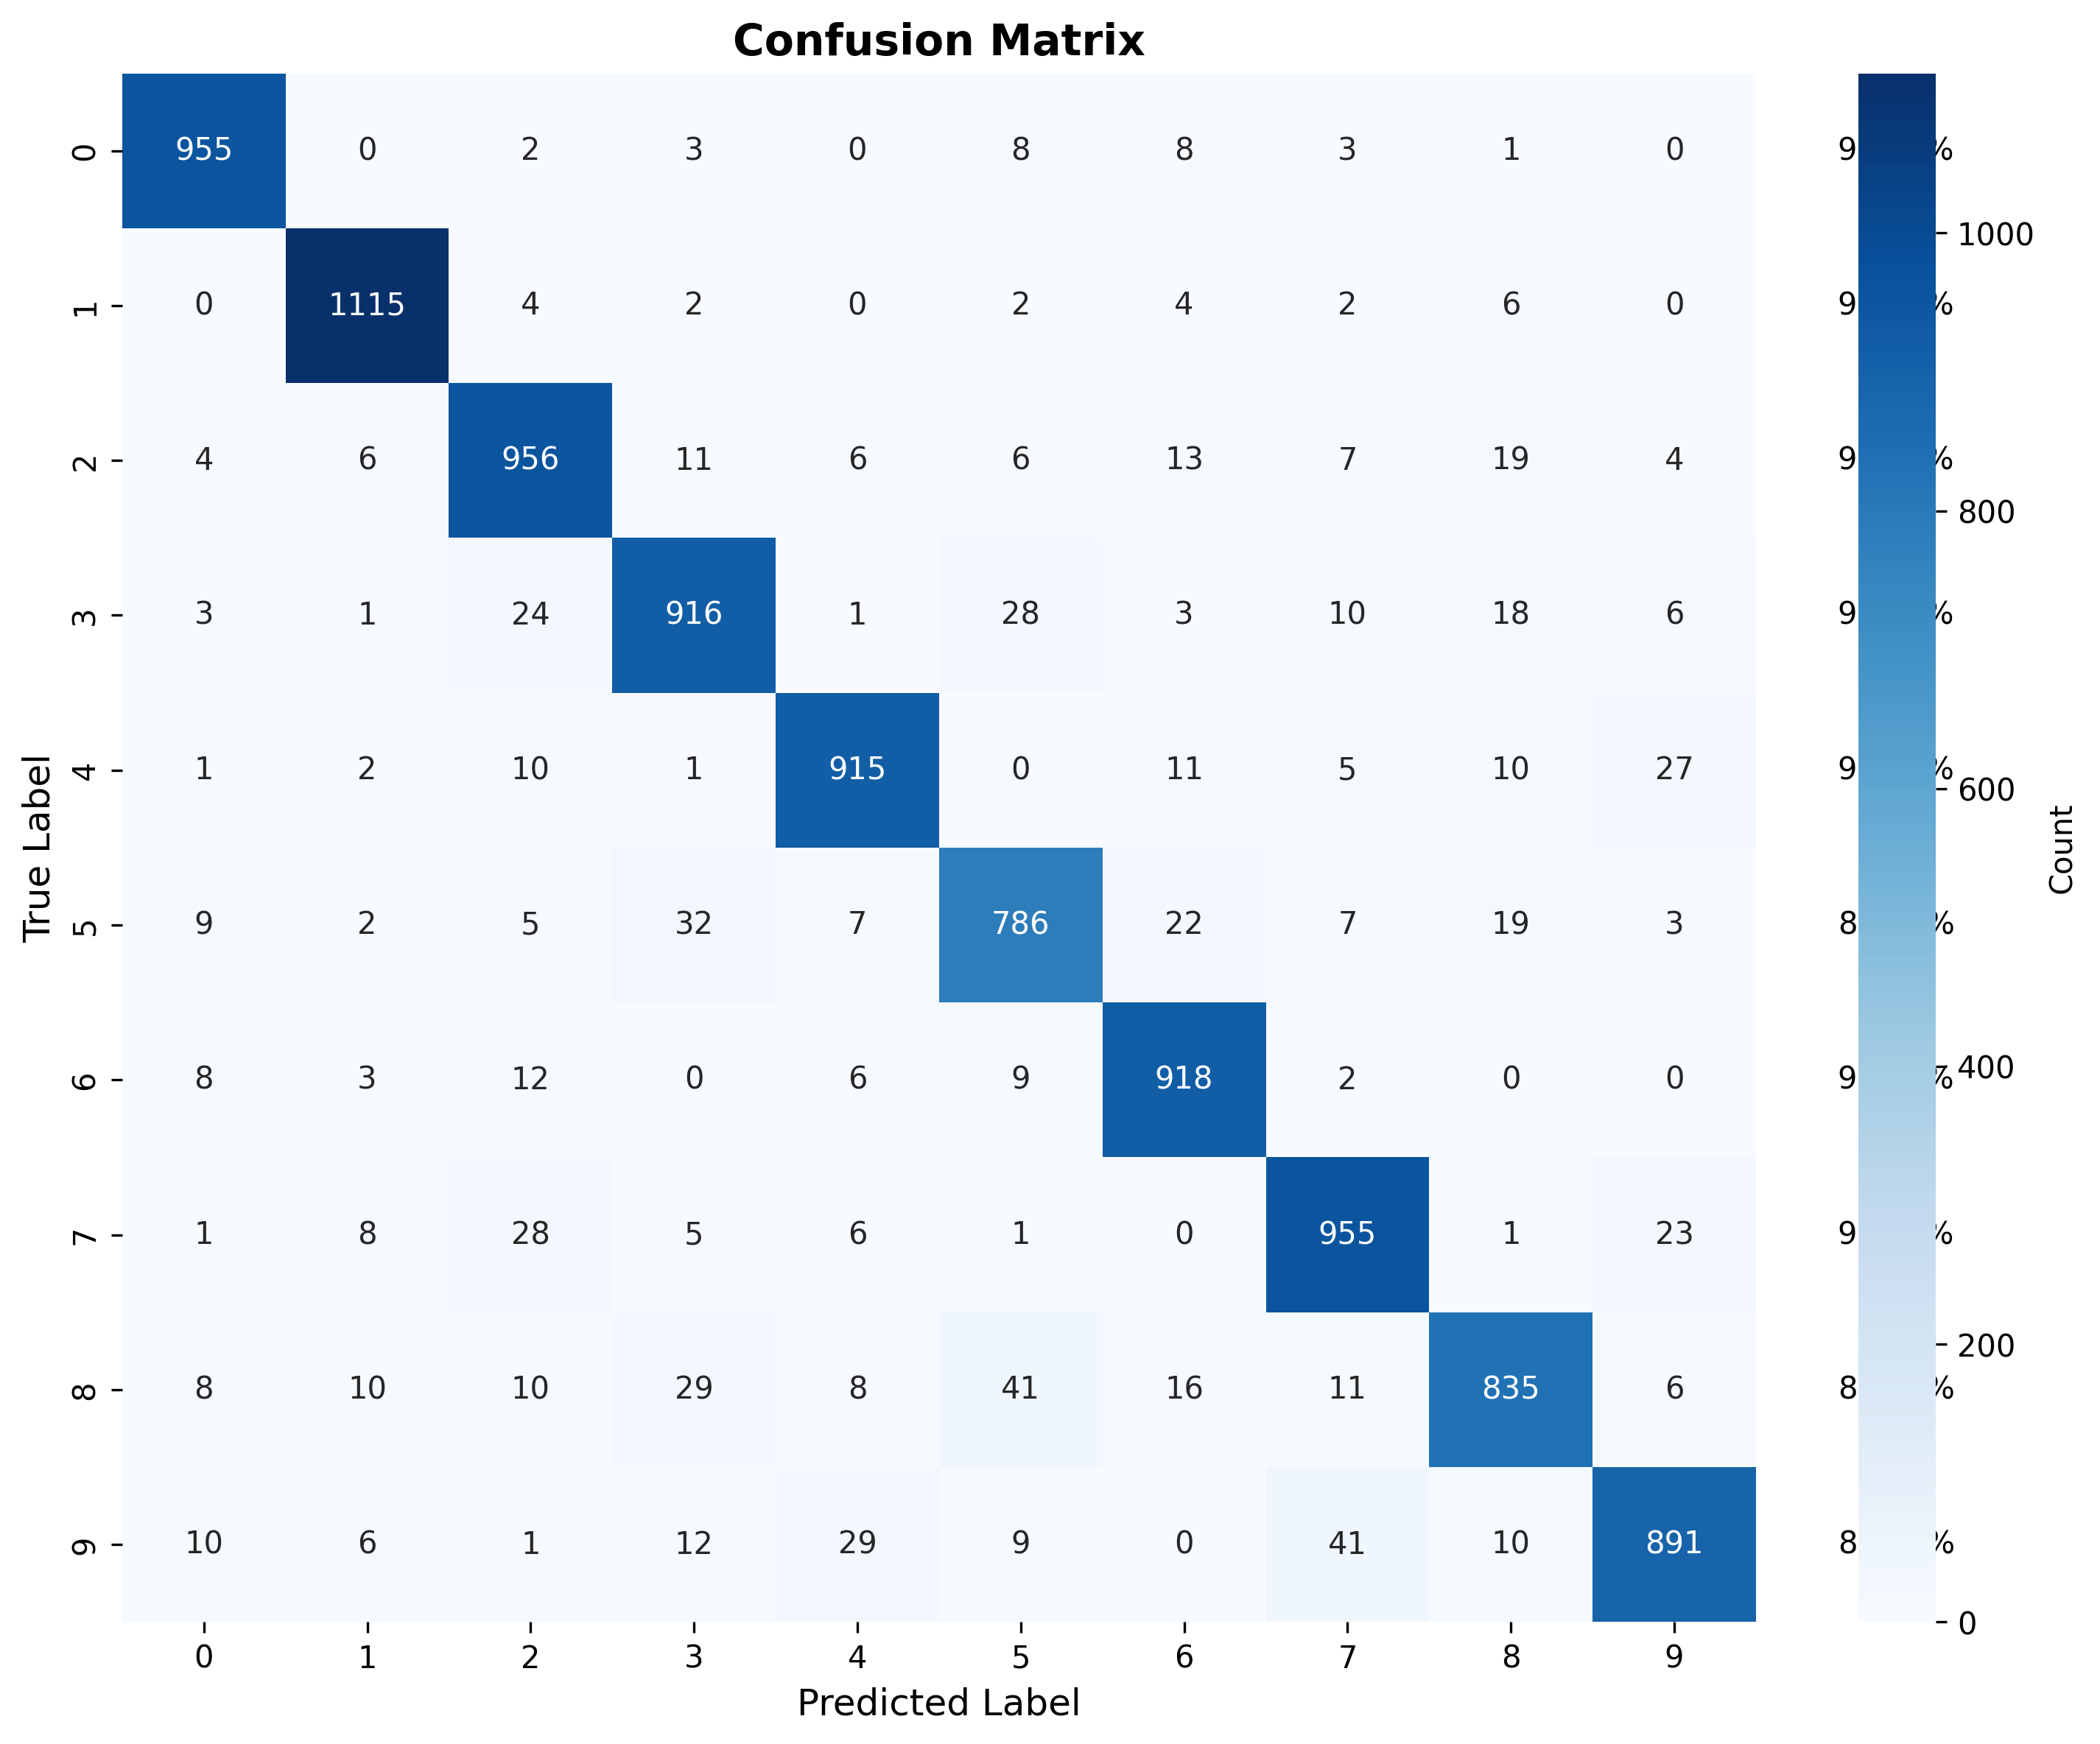 Confusion Matrix
0 955 0 2 3 0 8 8 3 1 0
1 0 1115 4 2 0 2 4 2 6 0
2 4 6 956 11 6 6 13 7 19 4
3 3 1 24 916 1 28 3 10 18 6
4 1 2 10 1 915 0 11 5 10 27
5 9 2 5 32 7 786 22 7 19 3
6 8 3 12 0 6 9 918 2 0 0
7 1 8 28 5 6 1 0 955 1 23
8 8 10 10 29 8 41 16 11 835 6
9 10 6 1 12 29 9 0 41 10 891
0 1 2 3 4 5 6 7 8 9
Predicted Label
True Label
1000
800
600
400
200
0
Count